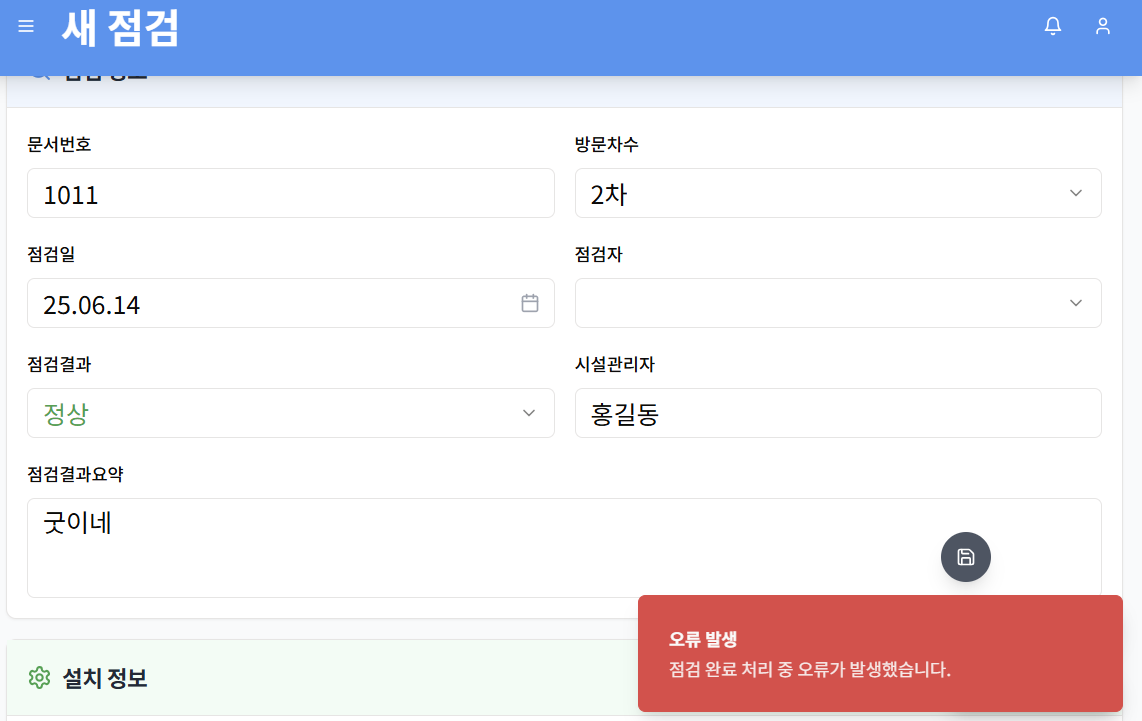 새 점검
문서번호
방문차수
1011
2차
점검일
점검자
25.06.14
점검결과
시설관리자
정상
홍길동
점검결과요약
굿이네
오류 발생
점검 완료 처리 중 오류가 발생했습니다.
설치 정보